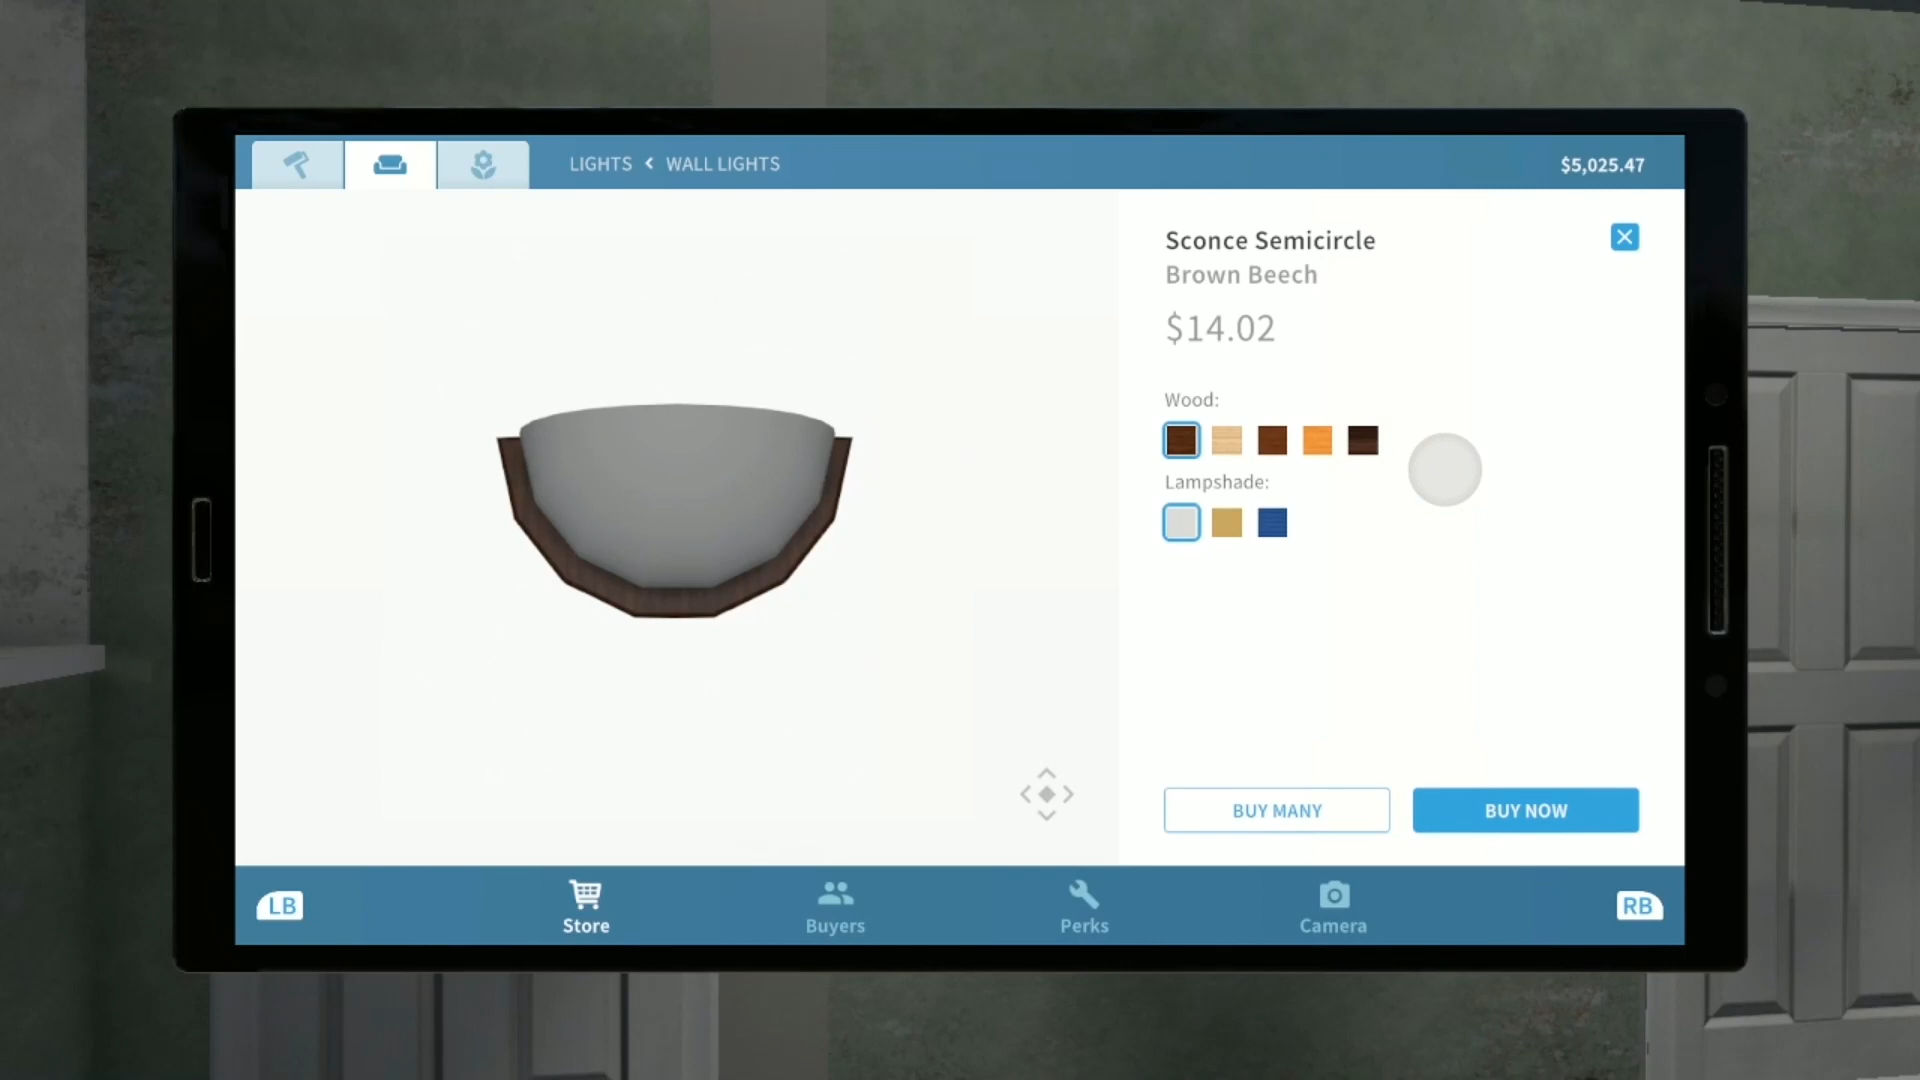 LIGHTS < WALL LIGHTS
$5,025.47
Sconce Semicircle
Brown Beech
$14.02
Wood:
Lampshade:
BUY MANY
BUY NOW
LB
Store
Buyers
Perks
Camera
RB